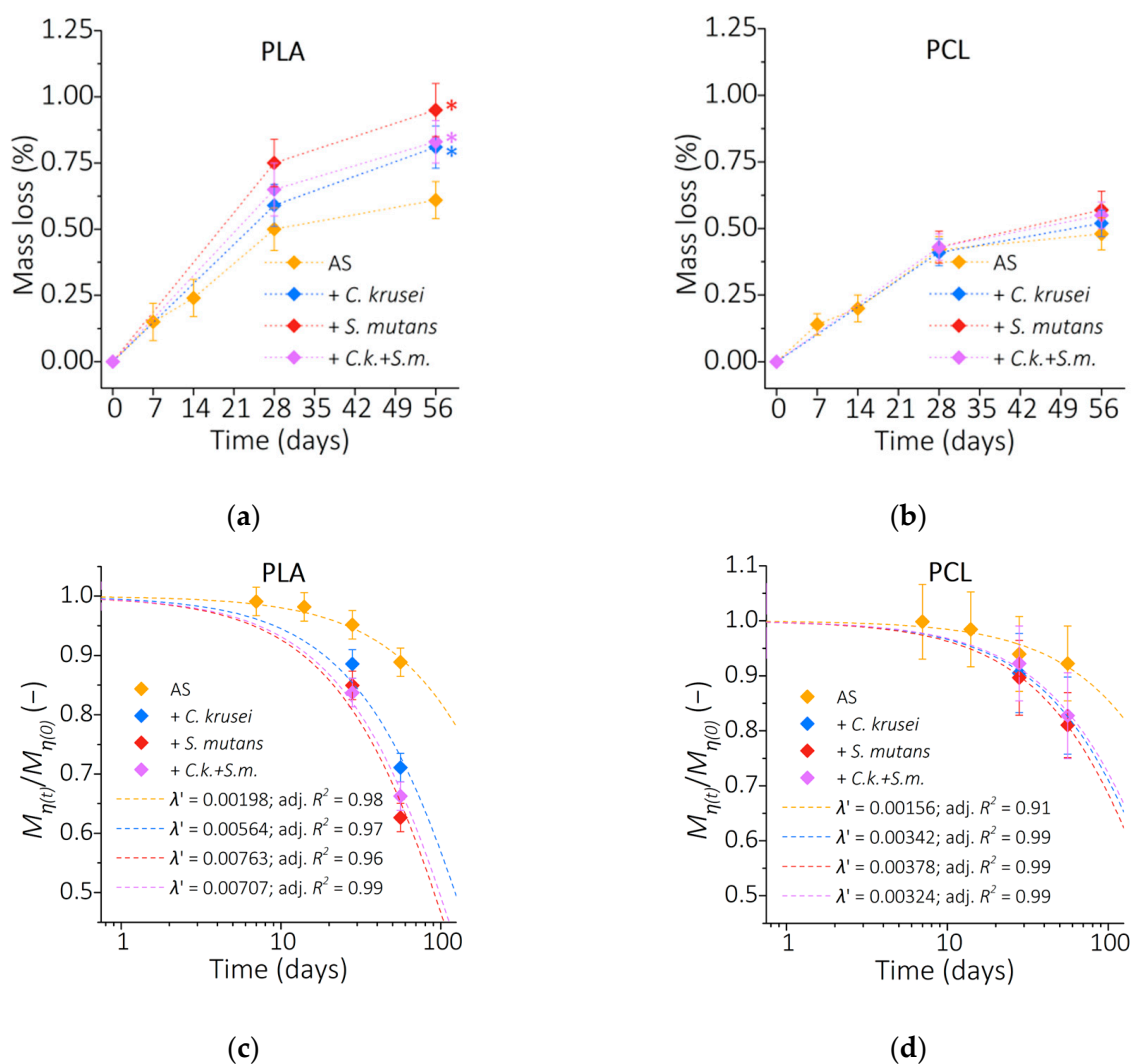 PLA
Mass loss (%)
1.25
1.00
0.75
0.50
0.25
0.00
*
*
*
AS
+ C. krusei
+ S. mutans
+ C.k.+S.m.
0 7 14 21 28 35 42 49 56
Time (days)
(a)
PCL
Mass loss (%)
1.25
1.00
0.75
0.50
0.25
0.00
AS
+ C. krusei
+ S. mutans
+ C.k.+S.m.
0 7 14 21 28 35 42 49 56
Time (days)
(b)
PLA
Mη(t)/Mη(0) (–)
1.0
0.9
0.8
0.7
0.6
0.5
AS
+ C. krusei
+ S. mutans
+ C.k.+S.m.
λ' = 0.00198; adj. R² = 0.98
λ' = 0.00564; adj. R² = 0.97
λ' = 0.00763; adj. R² = 0.96
λ' = 0.00707; adj. R² = 0.99
1 10 100
Time (days)
(c)
PCL
Mη(t)/Mη(0) (–)
1.1
1.0
0.9
0.8
0.7
0.6
0.5
AS
+ C. krusei
+ S. mutans
+ C.k.+S.m.
λ' = 0.00156; adj. R² = 0.91
λ' = 0.00342; adj. R² = 0.99
λ' = 0.00378; adj. R² = 0.99
λ' = 0.00324; adj. R² = 0.99
1 10 100
Time (days)
(d)